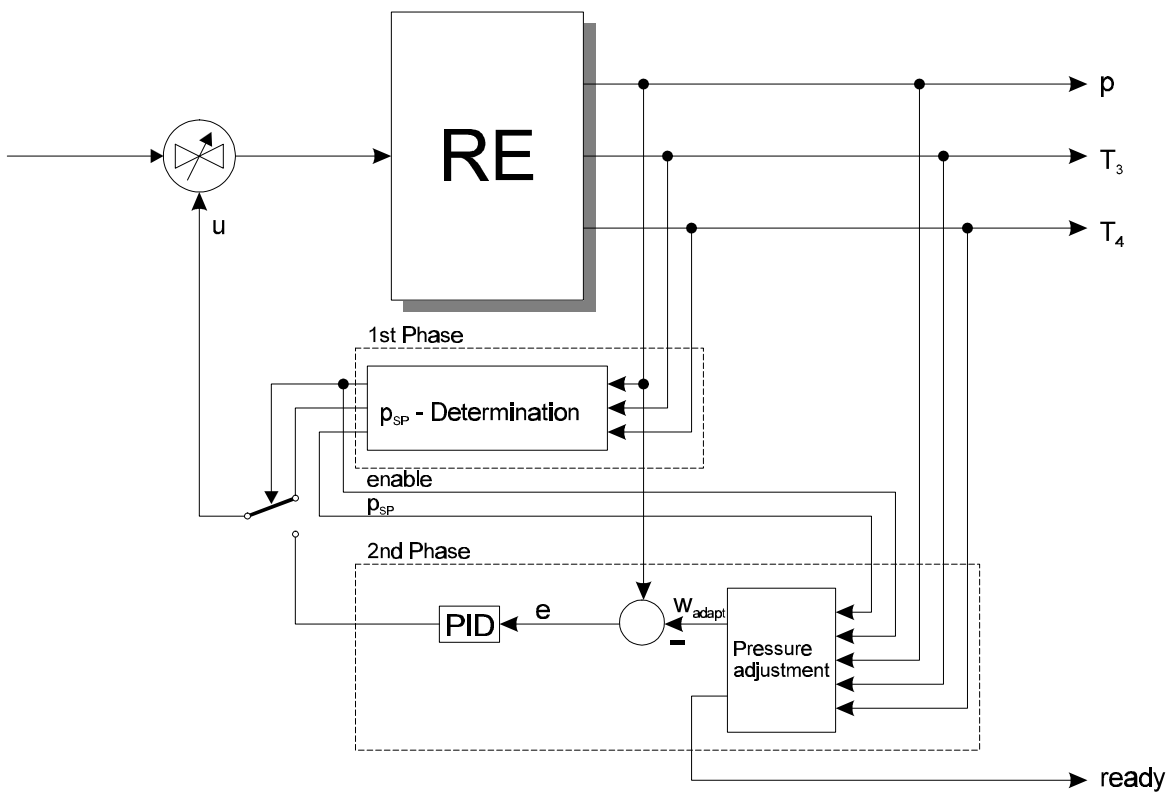 RE
p
T₃
T₄
u
1st Phase
pSP - Determination
enable
pSP
2nd Phase
PID
e
wadapt
-
Pressure
adjustment
ready